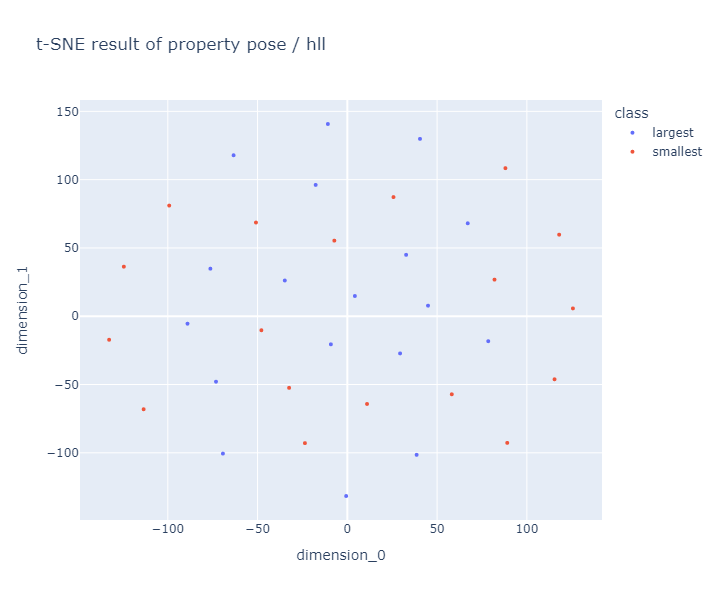 t-SNE result of property pose / hll
class
largest
smallest
150
100
50
0
−50
−100
−100
−50
0
50
100
dimension_0
dimension_1